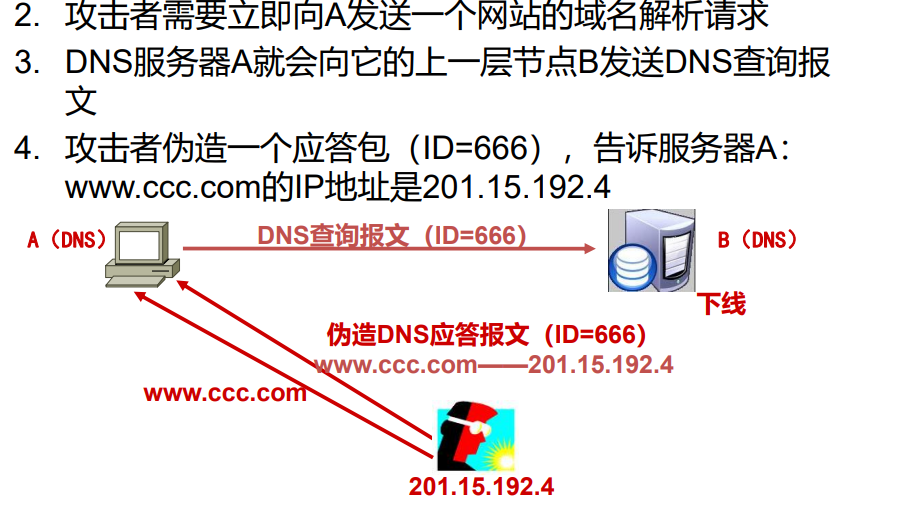 2. 攻击者需要立即向A发送一个网站的域名解析请求
3. DNS服务器A就会向它的上一层节点B发送DNS查询报
文
4. 攻击者伪造一个应答包（ID=666），告诉服务器A：
www.ccc.com的IP地址是201.15.192.4
A（DNS）
DNS查询报文（ID=666）
B（DNS）
下线
伪造DNS应答报文（ID=666）
www.ccc.com——201.15.192.4
www.ccc.com
201.15.192.4